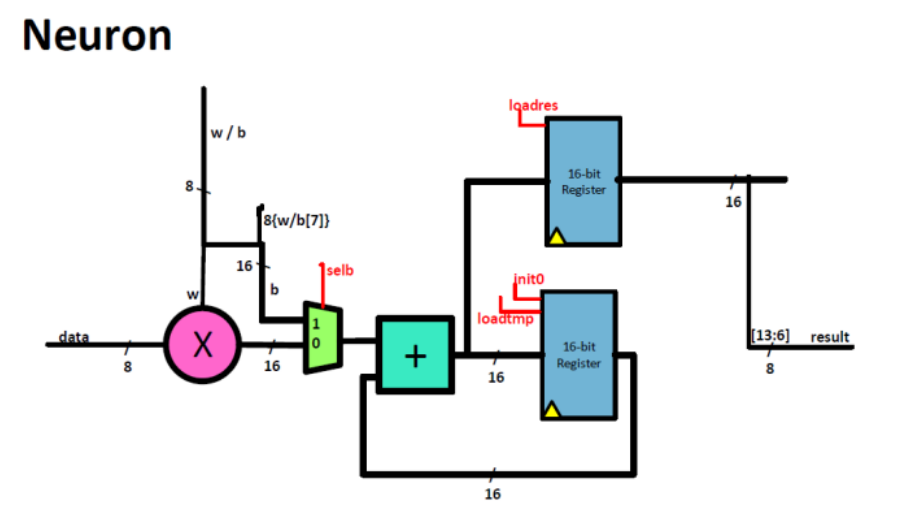 Neuron
loadres
w / b
16-bit
Register
8
16
8{w/b[7]}
16
selb
b
init0
w
loadtmp
1
0
X
+
16-bit
Register
data
8
16
16
[13:6]
result
8
16